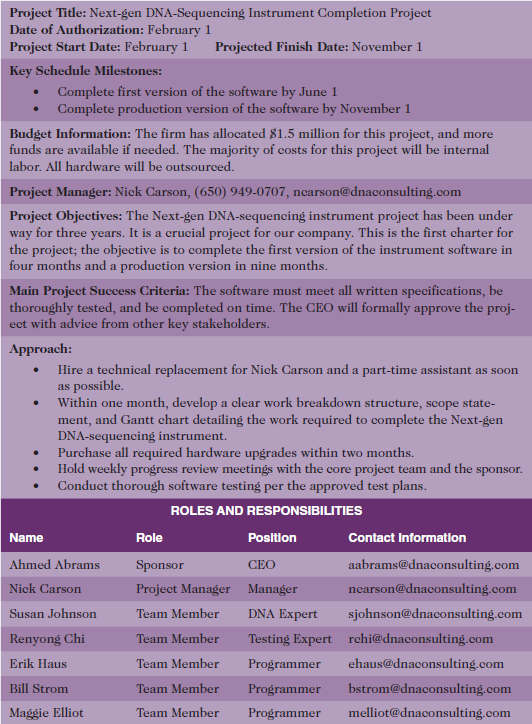 Project Title: Next-gen DNA-Sequencing Instrument Completion Project
Date of Authorization: February 1
Project Start Date: February 1 Projected Finish Date: November 1
Key Schedule Milestones:
• Complete first version of the software by June 1
• Complete production version of the software by November 1
Budget Information: The firm has allocated $1.5 million for this project, and more
funds are available if needed. The majority of costs for this project will be internal
labor. All hardware will be outsourced.
Project Manager: Nick Carson, (650) 949-0707, ncarson@dnaconsulting.com
Project Objectives: The Next-gen DNA-sequencing instrument project has been under
way for three years. It is a crucial project for our company. This is the first charter for
the project; the objective is to complete the first version of the instrument software in
four months and a production version in nine months.
Main Project Success Criteria: The software must meet all written specifications, be
thoroughly tested, and be completed on time. The CEO will formally approve the proj-
ect with advice from other key stakeholders.
Approach:
• Hire a technical replacement for Nick Carson and a part-time assistant as soon
as possible.
• Within one month, develop a clear work breakdown structure, scope state-
ment, and Gantt chart detailing the work required to complete the Next-gen
DNA-sequencing instrument.
• Purchase all required hardware upgrades within two months.
• Hold weekly progress review meetings with the core project team and the sponsor.
• Conduct thorough software testing per the approved test plans.
ROLES AND RESPONSIBILITIES
Name Role Position Contact Information
Ahmed Abrams Sponsor CEO aabrams@dnaconsulting.com
Nick Carson Project Manager Manager ncarson@dnaconsulting.com
Susan Johnson Team Member DNA Expert sjohnson@dnaconsulting.com
Renyong Chi Team Member Testing Expert rchi@dnaconsulting.com
Erik Haus Team Member Programmer ehaus@dnaconsulting.com
Bill Strom Team Member Programmer bstrom@dnaconsulting.com
Maggie Elliot Team Member Programmer melliot@dnaconsulting.com